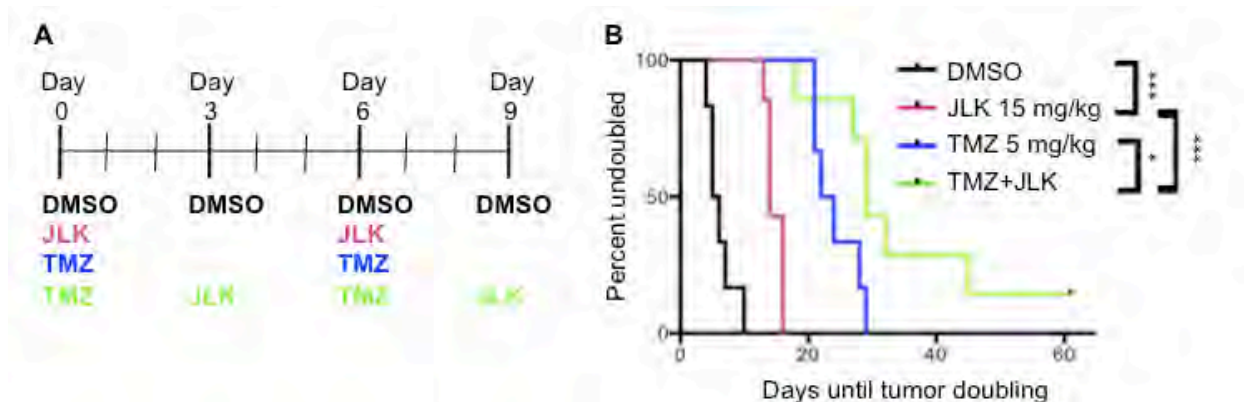 A
Day Day Day Day
0 3 6 9
DMSO DMSO DMSO DMSO
JLK JLK
TMZ TMZ
TMZ JLK TMZ JLK
B
Percent undoubled
100
50
0
0 20 40 60
Days until tumor doubling
DMSO
JLK 15 mg/kg
TMZ 5 mg/kg
TMZ+JLK
***
*
***